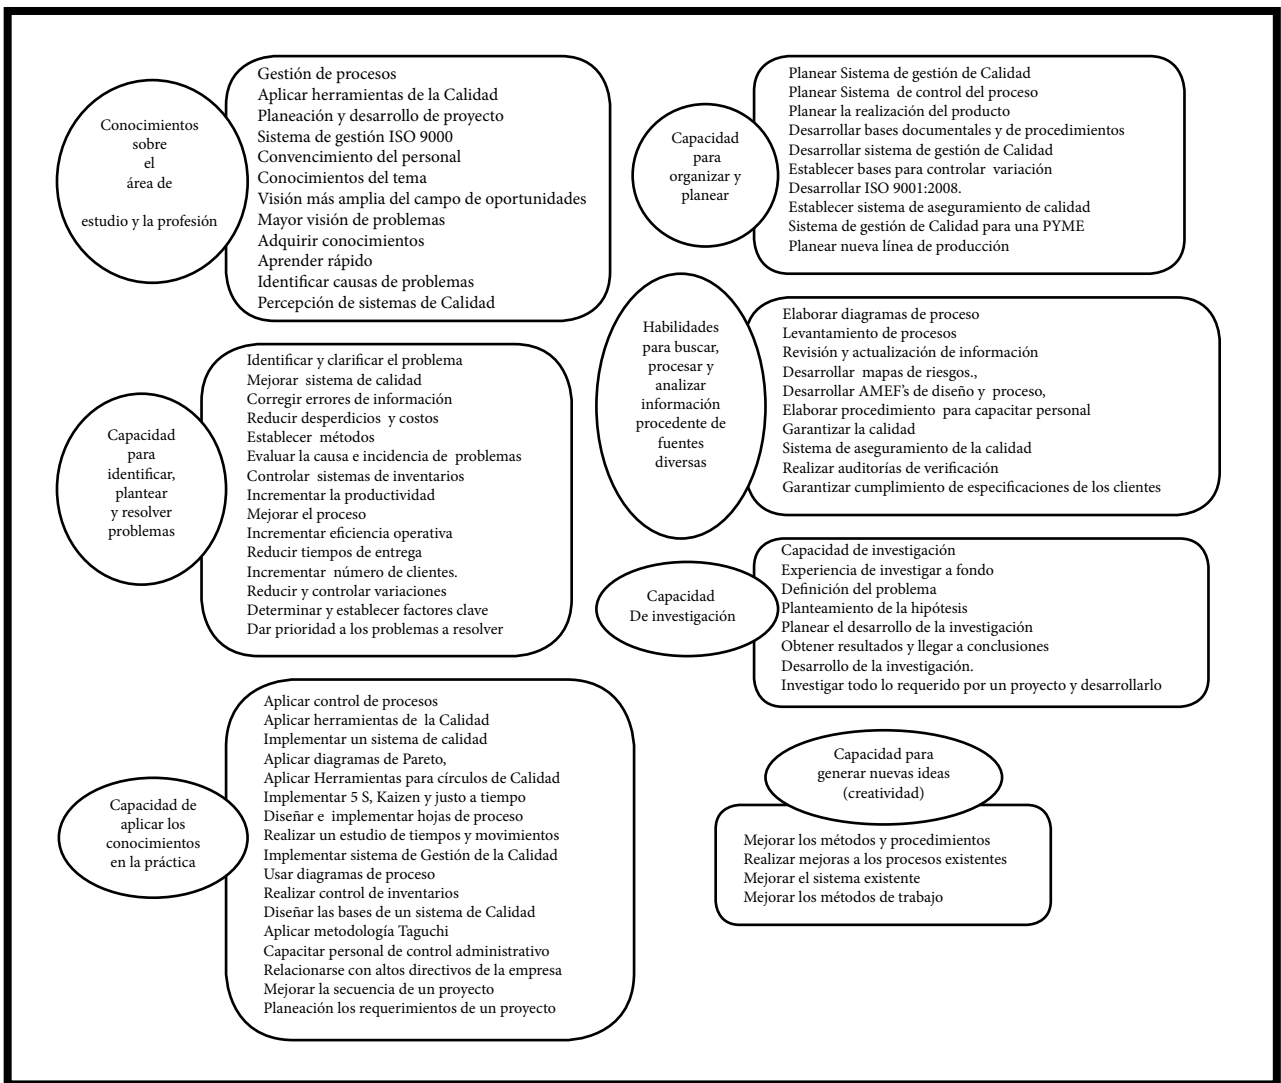 Conocimientos
sobre
el
área de
estudio y la profesión
Gestión de procesos
Aplicar herramientas de la Calidad
Planeación y desarrollo de proyecto
Sistema de gestión ISO 9000
Convencimiento del personal
Conocimientos del tema
Visión más amplia del campo de oportunidades
Mayor visión de problemas
Adquirir conocimientos
Aprender rápido
Identificar causas de problemas
Percepción de sistemas de Calidad
Capacidad
para
identificar,
plantear
y resolver
problemas
Identificar y clarificar el problema
Mejorar sistema de calidad
Corregir errores de información
Reducir desperdicios y costos
Establecer métodos
Evaluar la causa e incidencia de problemas
Controlar sistemas de inventarios
Incrementar la productividad
Mejorar el proceso
Incrementar eficiencia operativa
Reducir tiempos de entrega
Incrementar número de clientes.
Reducir y controlar variaciones
Determinar y establecer factores clave
Dar prioridad a los problemas a resolver
Capacidad de
aplicar los
conocimientos
en la práctica
Aplicar control de procesos
Aplicar herramientas de la Calidad
Implementar un sistema de calidad
Aplicar diagramas de Pareto,
Aplicar Herramientas para círculos de Calidad
Implementar 5 S, Kaizen y justo a tiempo
Diseñar e implementar hojas de proceso
Realizar un estudio de tiempos y movimientos
Implementar sistema de Gestión de la Calidad
Usar diagramas de proceso
Realizar control de inventarios
Diseñar las bases de un sistema de Calidad
Aplicar metodología Taguchi
Capacitar personal de control administrativo
Relacionarse con altos directivos de la empresa
Mejorar la secuencia de un proyecto
Planeación los requerimientos de un proyecto
Capacidad
para
organizar y
planear
Planear Sistema de gestión de Calidad
Planear Sistema de control del proceso
Planear la realización del producto
Desarrollar bases documentales y de procedimientos
Desarrollar sistema de gestión de Calidad
Establecer bases para controlar variación
Desarrollar ISO 9001:2008.
Establecer sistema de aseguramiento de calidad
Sistema de gestión de Calidad para una PYME
Planear nueva línea de producción
Habilidades
para buscar,
procesar y
analizar
información
procedente de
fuentes
diversas
Elaborar diagramas de proceso
Levantamiento de procesos
Revisión y actualización de información
Desarrollar mapas de riesgos.,
Desarrollar AMEF's de diseño y proceso,
Elaborar procedimiento para capacitar personal
Garantizar la calidad
Sistema de aseguramiento de la calidad
Realizar auditorías de verificación
Garantizar cumplimiento de especificaciones de los clientes
Capacidad
De investigación
Capacidad de investigación
Experiencia de investigar a fondo
Definición del problema
Planteamiento de la hipótesis
Planear el desarrollo de la investigación
Obtener resultados y llegar a conclusiones
Desarrollo de la investigación.
Investigar todo lo requerido por un proyecto y desarrollarlo
Capacidad para
generar nuevas ideas
(creatividad)
Mejorar los métodos y procedimientos
Realizar mejoras a los procesos existentes
Mejorar el sistema existente
Mejorar los métodos de trabajo